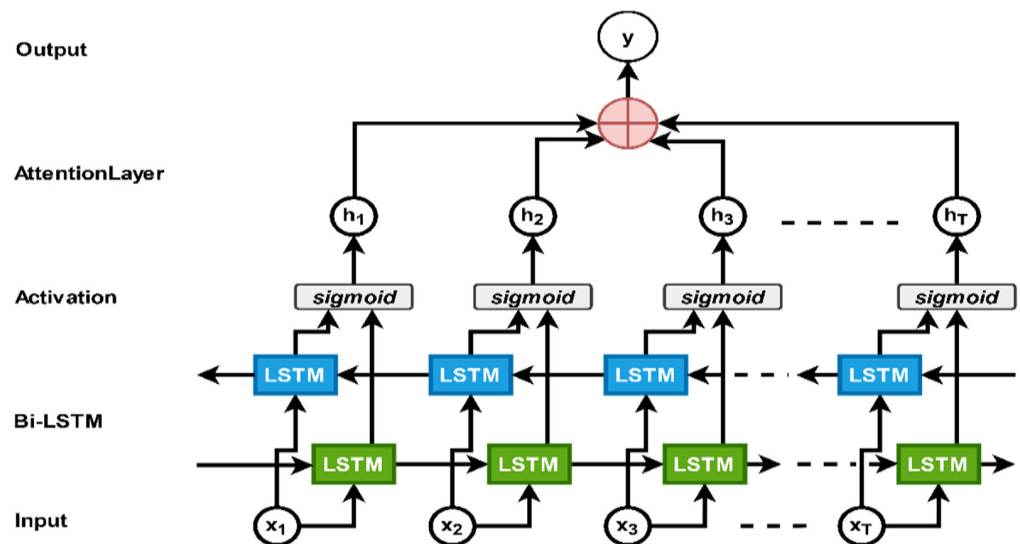 Output
y
AttentionLayer
h1 h2 h3 hT
Activation
sigmoid sigmoid sigmoid sigmoid
LSTM LSTM LSTM LSTM
Bi-LSTM
LSTM LSTM LSTM LSTM
Input
x1 x2 x3 xT